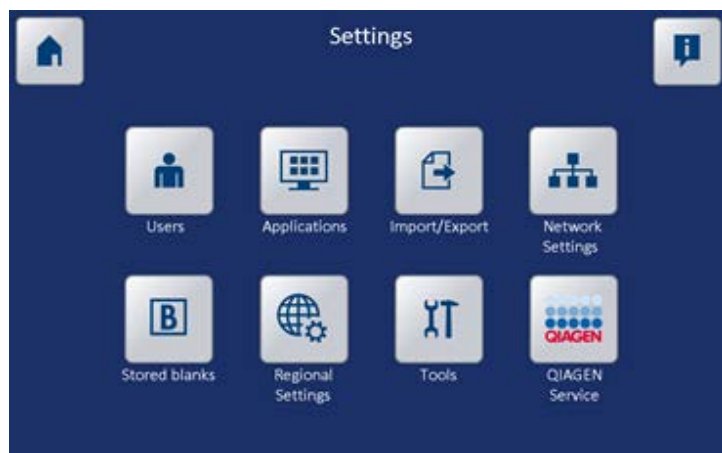 Settings
Users
Applications
Import/Export
Network
Settings
B
Stored blanks
Regional
Settings
Tools
QIAGEN
QIAGEN
Service